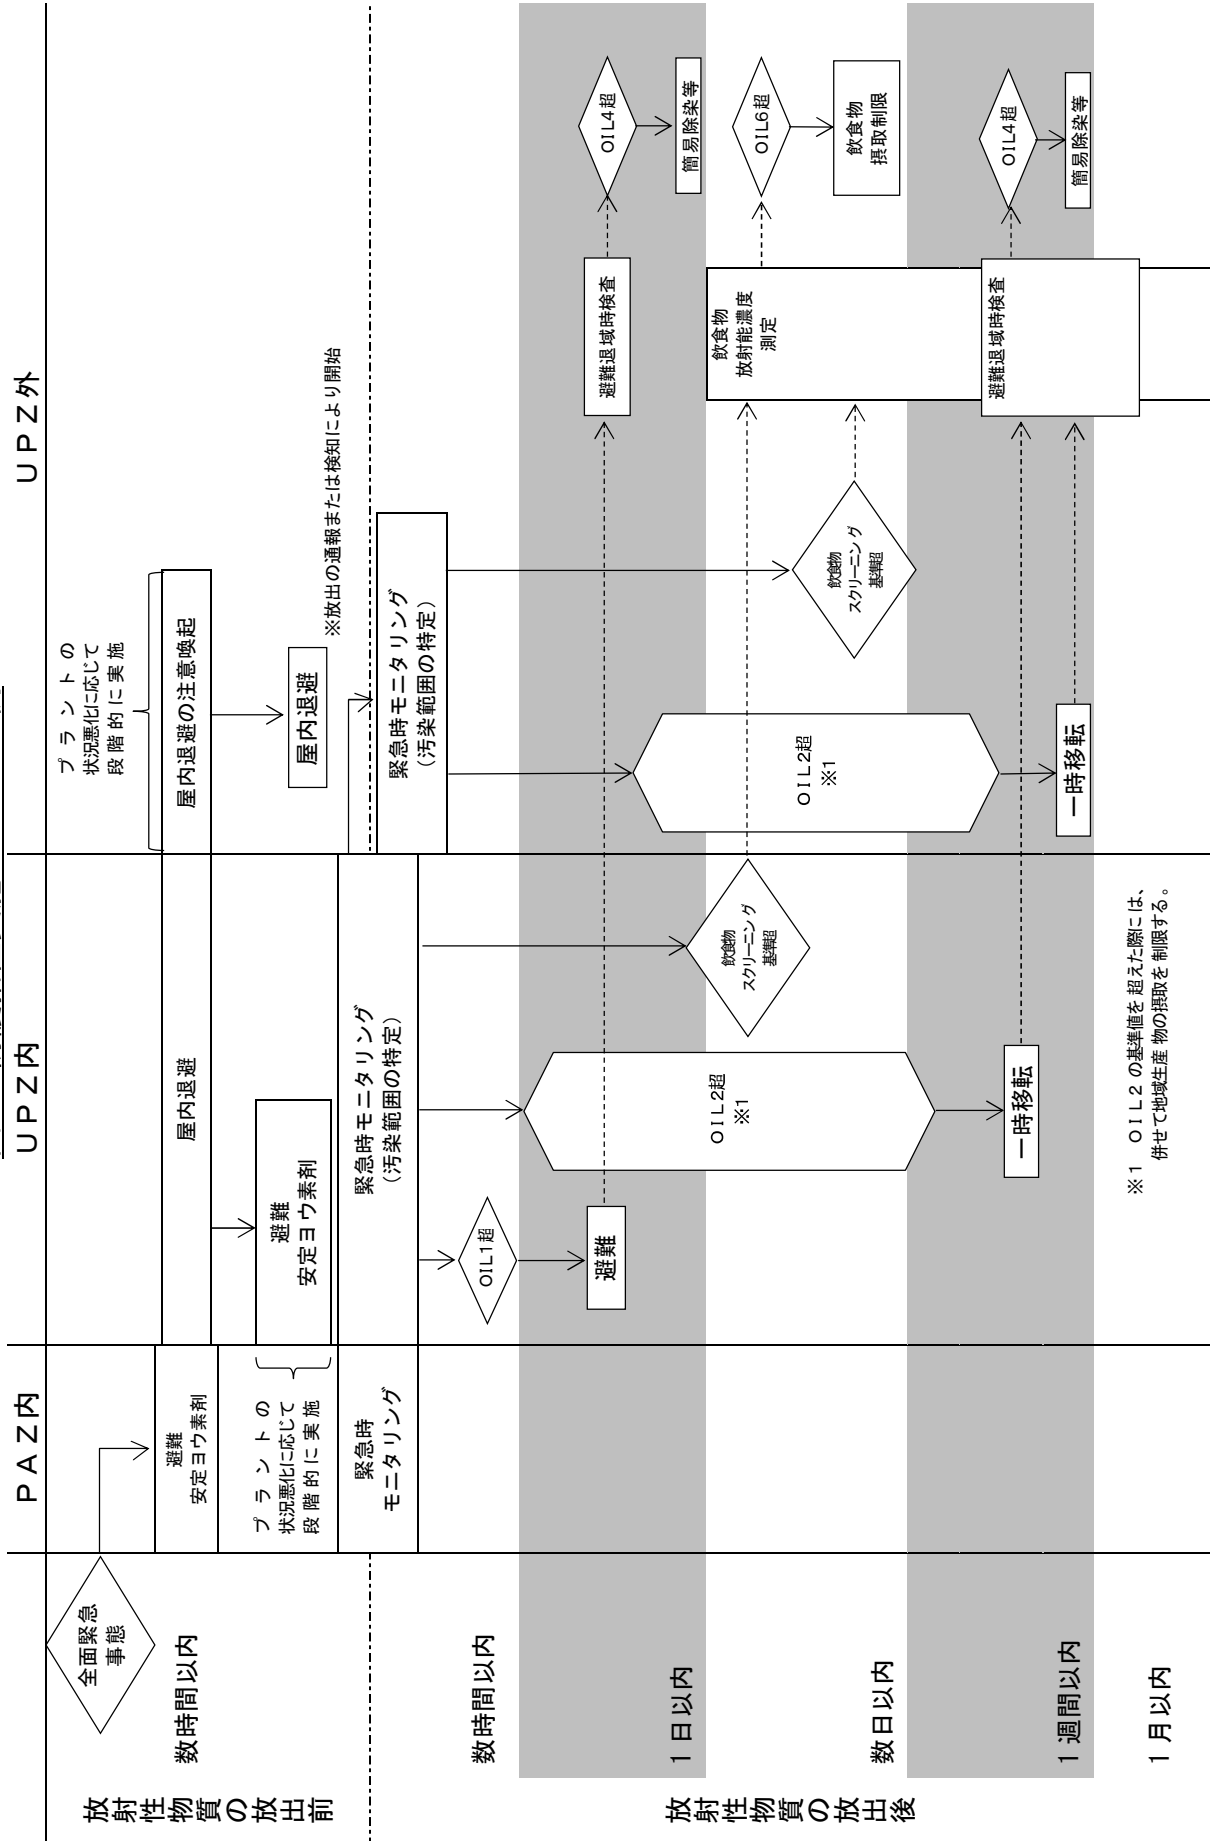 PAZ内
UPZ内
UPZ外
放射性物質の放出前
数時間以内
全面緊急
事態
避難
安定ヨウ素剤
プラントの
状況悪化に応じて
段階的に実施
屋内退避
避難
安定ヨウ素剤
プラントの
状況悪化に応じて
段階的に実施
屋内退避の注意喚起
屋内退避
※放出の通報または検知により開始
放射性物質の放出後
数時間以内
緊急時
モニタリング
緊急時モニタリング
(汚染範囲の特定)
緊急時モニタリング
(汚染範囲の特定)
OIL1超
1日以内
避難
避難退域時検査
OIL4超
簡易除染等
数日以内
OIL2超
※1
飲食物
スクリーニング
基準超
OIL2超
※1
飲食物
スクリーニング
基準超
飲食物
放射能濃度
測定
OIL6超
飲食物
摂取制限
1週間以内
一時移転
一時移転
避難退域時検査
OIL4超
簡易除染等
1月以内
※1 OIL2の基準値を超えた際には、
併せて地域生産物の摂取を制限する。